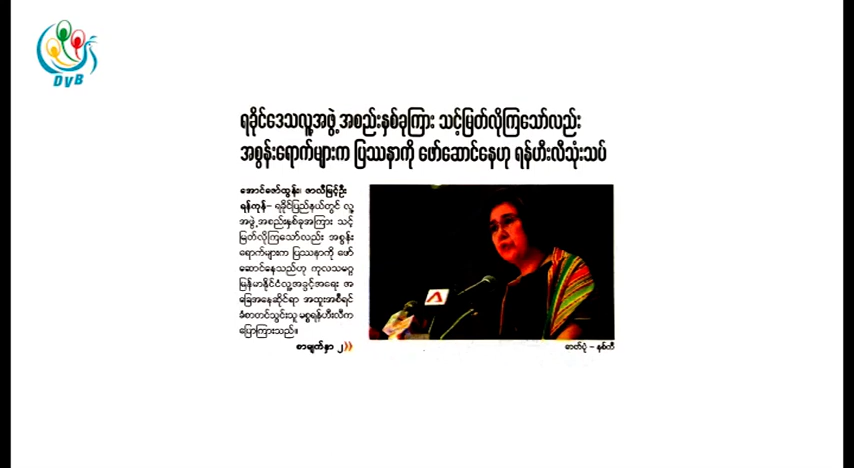 DVB
ရခိုင်ဒေသလူ့အဖွဲ့အစည်းနှစ်ခုကြား သင့်မြတ်လိုကြသော်လည်း
အစွန်းရောက်များက ပြဿနာကို ဖော်ဆောင်နေဟု ရန်ဟီးလီသုံးသပ်
အောင်ဇော်ထွန်း၊ ဇာလီမြင့်ဦး
ရန်ကုန်– ရခိုင်ပြည်နယ်တွင် လူ့
အဖွဲ့အစည်းနှစ်ခုအကြား သင့်
မြတ်လိုကြသော်လည်း အစွန်း
ရောက်များက ပြဿနာကို ဖော်
ဆောင်နေသည်ဟု ကုလသမဂ္ဂ
မြန်မာနိုင်ငံလူ့အခွင့်အရေး အ
ခြေအနေဆိုင်ရာ အထူးအစီရင်
ခံစာတင်သွင်းသူ မစ္စရန်ဟီးလီက
ပြောကြားသည်။
စာမျက်နှာ ၂
ဓာတ်ပုံ – နစ်ကီ